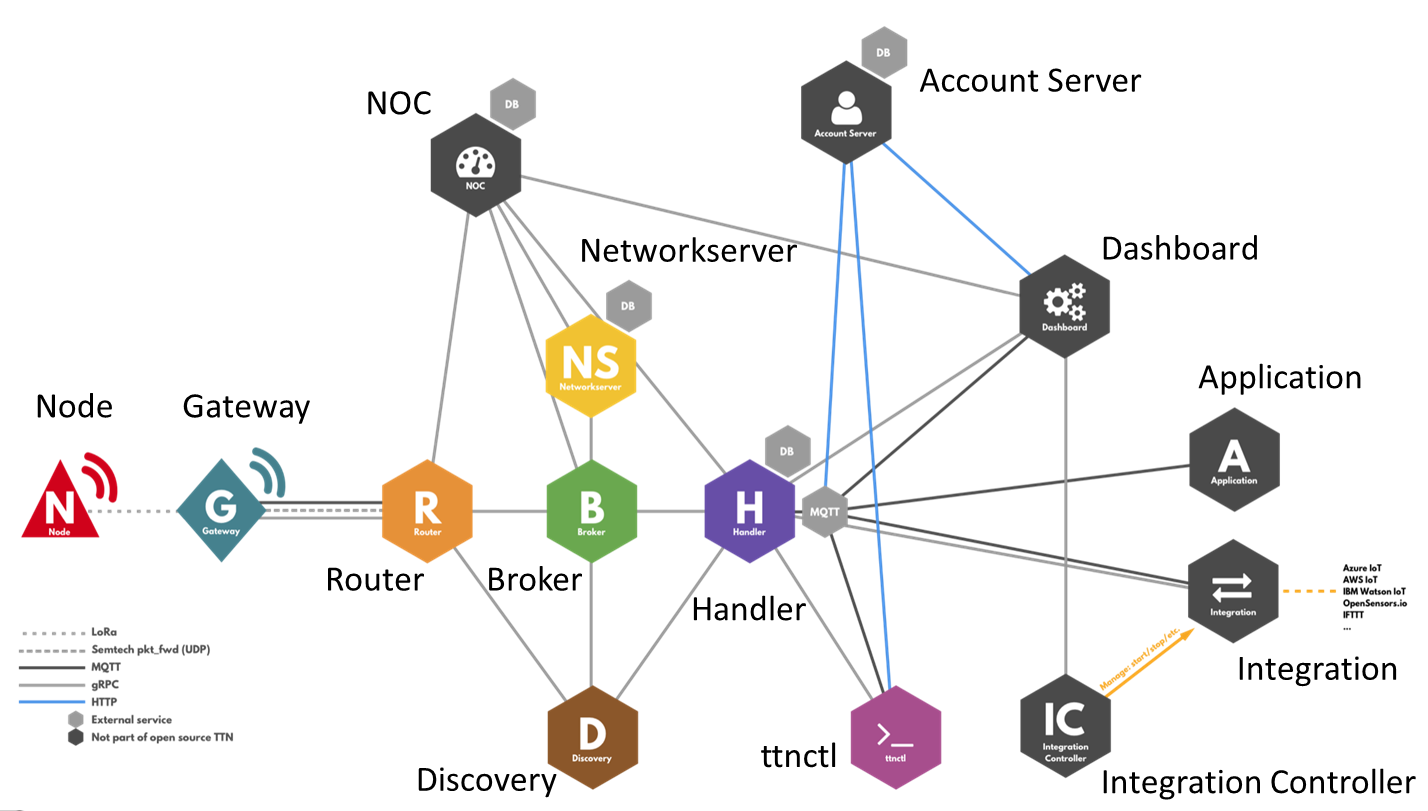 DB
Account Server
NOC
DB
Account Server
NOC
Networkserver
Dashboard
DB
Dashboard
NS
Networkserver
Application
Node
Gateway
DB
A
Application
N
Node
G
Gateway
R
Router
B
Broker
H
Handler
MQTT
Router
Broker
Handler
Azure IoT
AWS IoT
IBM Watson IoT
OpenSensors.io
IFTTT
...
Integration
LoRa
Semtech pkt_fwd (UDP)
MQTT
gRPC
HTTP
External service
Not part of open source TTN
Manage: start/stop/etc.
Integration
D
Discovery
>_
ttnctl
IC
Integration
Controller
ttnctl
Discovery
Integration Controller